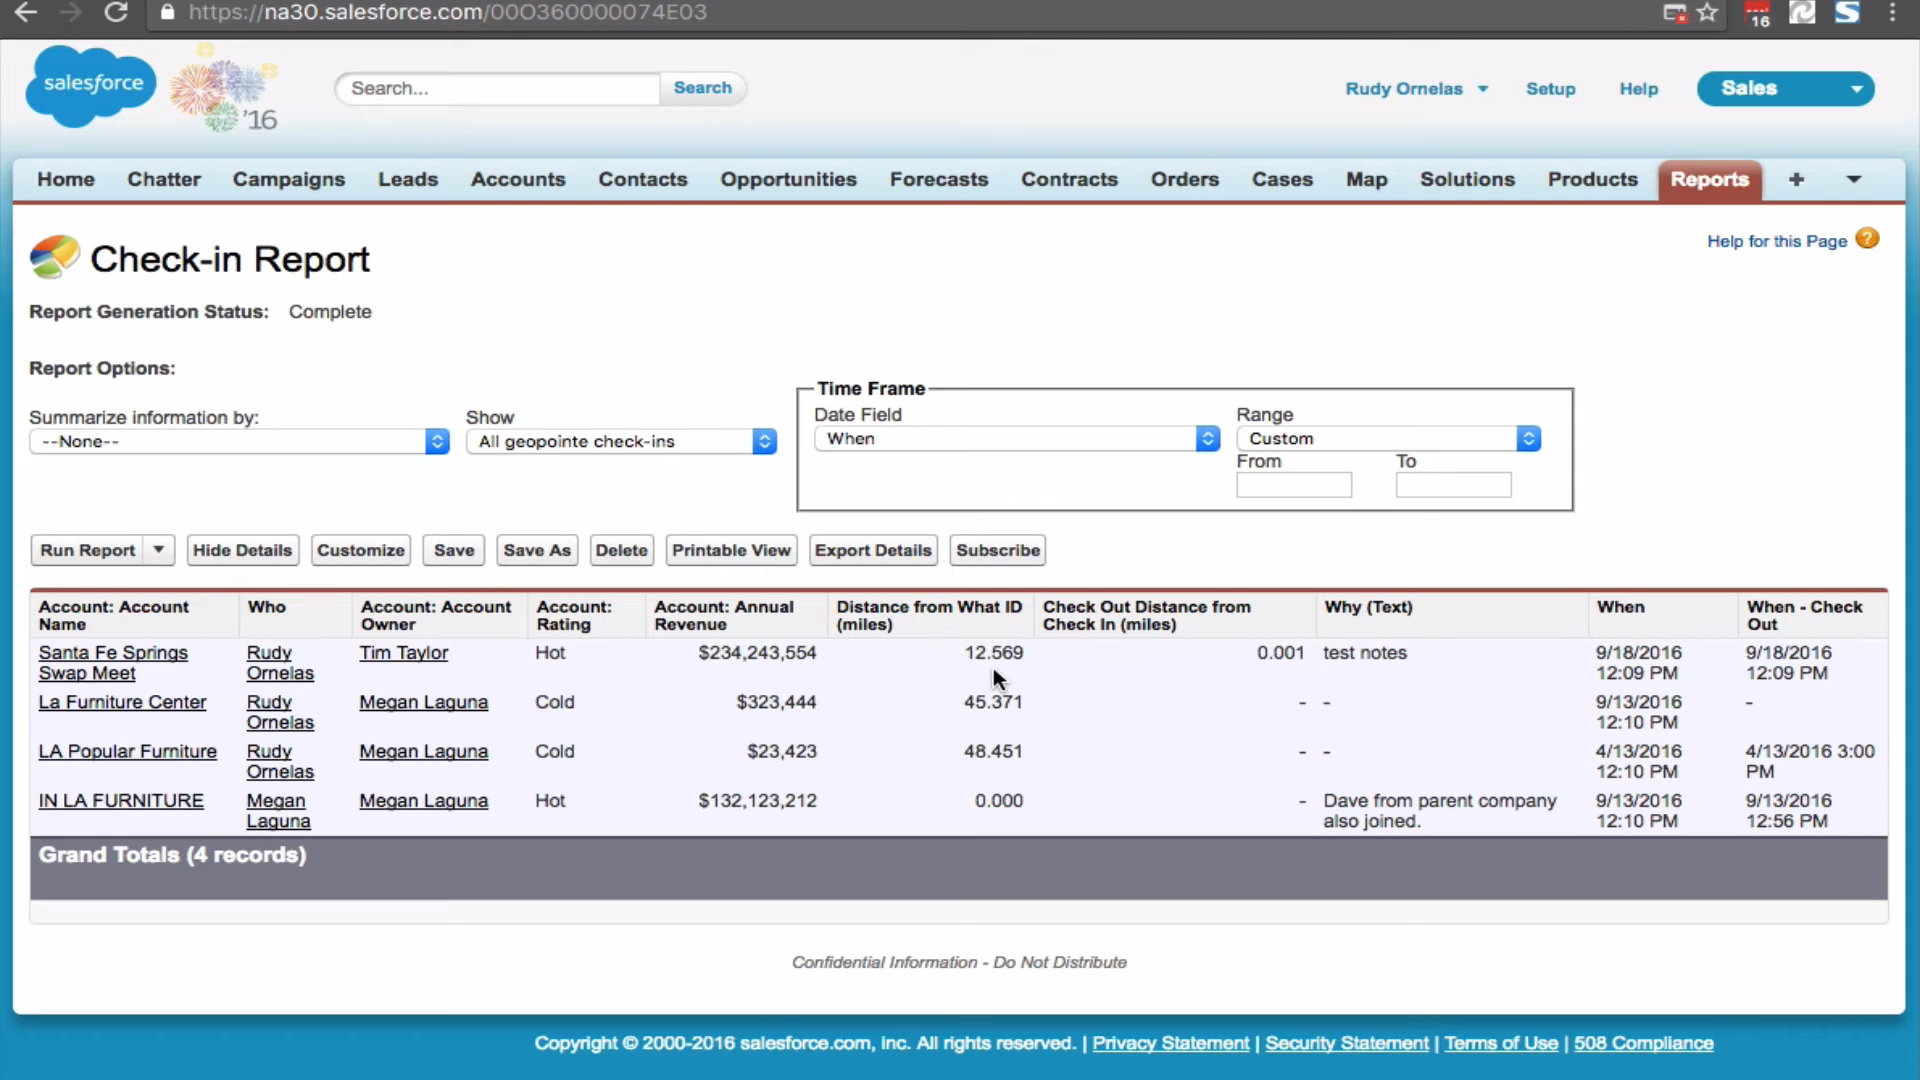 https://na30.salesforce.com/00O360000074E03
16
salesforce
'16
Search...
Search
Rudy Ornelas
Setup
Help
Sales
Home
Chatter
Campaigns
Leads
Accounts
Contacts
Opportunities
Forecasts
Contracts
Orders
Cases
Map
Solutions
Products
Reports
+
Check-in Report
Help for this Page
?
Report Generation Status: Complete
Report Options:
Time Frame
Summarize information by:
--None--
Show
All geopointe check-ins
Date Field
When
Range
Custom
From
To
Run Report
Hide Details
Customize
Save
Save As
Delete
Printable View
Export Details
Subscribe
Account: Account Name
Who
Account: Account Owner
Account: Rating
Account: Annual Revenue
Distance from What ID (miles)
Check Out Distance from Check In (miles)
Why (Text)
When
When - Check Out
Santa Fe Springs Swap Meet
Rudy Ornelas
Tim Taylor
Hot
$234,243,554
12.569
0.001
test notes
9/18/2016 12:09 PM
9/18/2016 12:09 PM
La Furniture Center
Rudy Ornelas
Megan Laguna
Cold
$323,444
45.371
-
-
9/13/2016 12:10 PM
-
LA Popular Furniture
Rudy Ornelas
Megan Laguna
Cold
$23,423
48.451
-
-
4/13/2016 12:10 PM
4/13/2016 3:00 PM
IN LA FURNITURE
Megan Laguna
Megan Laguna
Hot
$132,123,212
0.000
-
Dave from parent company also joined.
9/13/2016 12:10 PM
9/13/2016 12:56 PM
Grand Totals (4 records)
Confidential Information - Do Not Distribute
Copyright © 2000-2016 salesforce.com, inc. All rights reserved. | Privacy Statement | Security Statement | Terms of Use | 508 Compliance